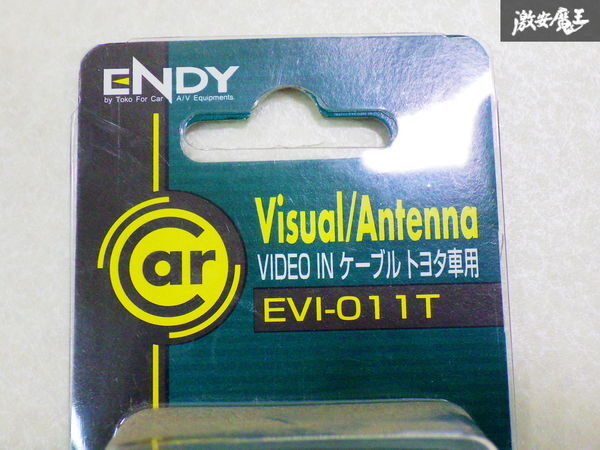 激安魔王
ENDY
by Toko For Car A/V Equipments.
Car
Visual/Antenna
VIDEO IN ケーブル トヨタ車用
EVI-011T